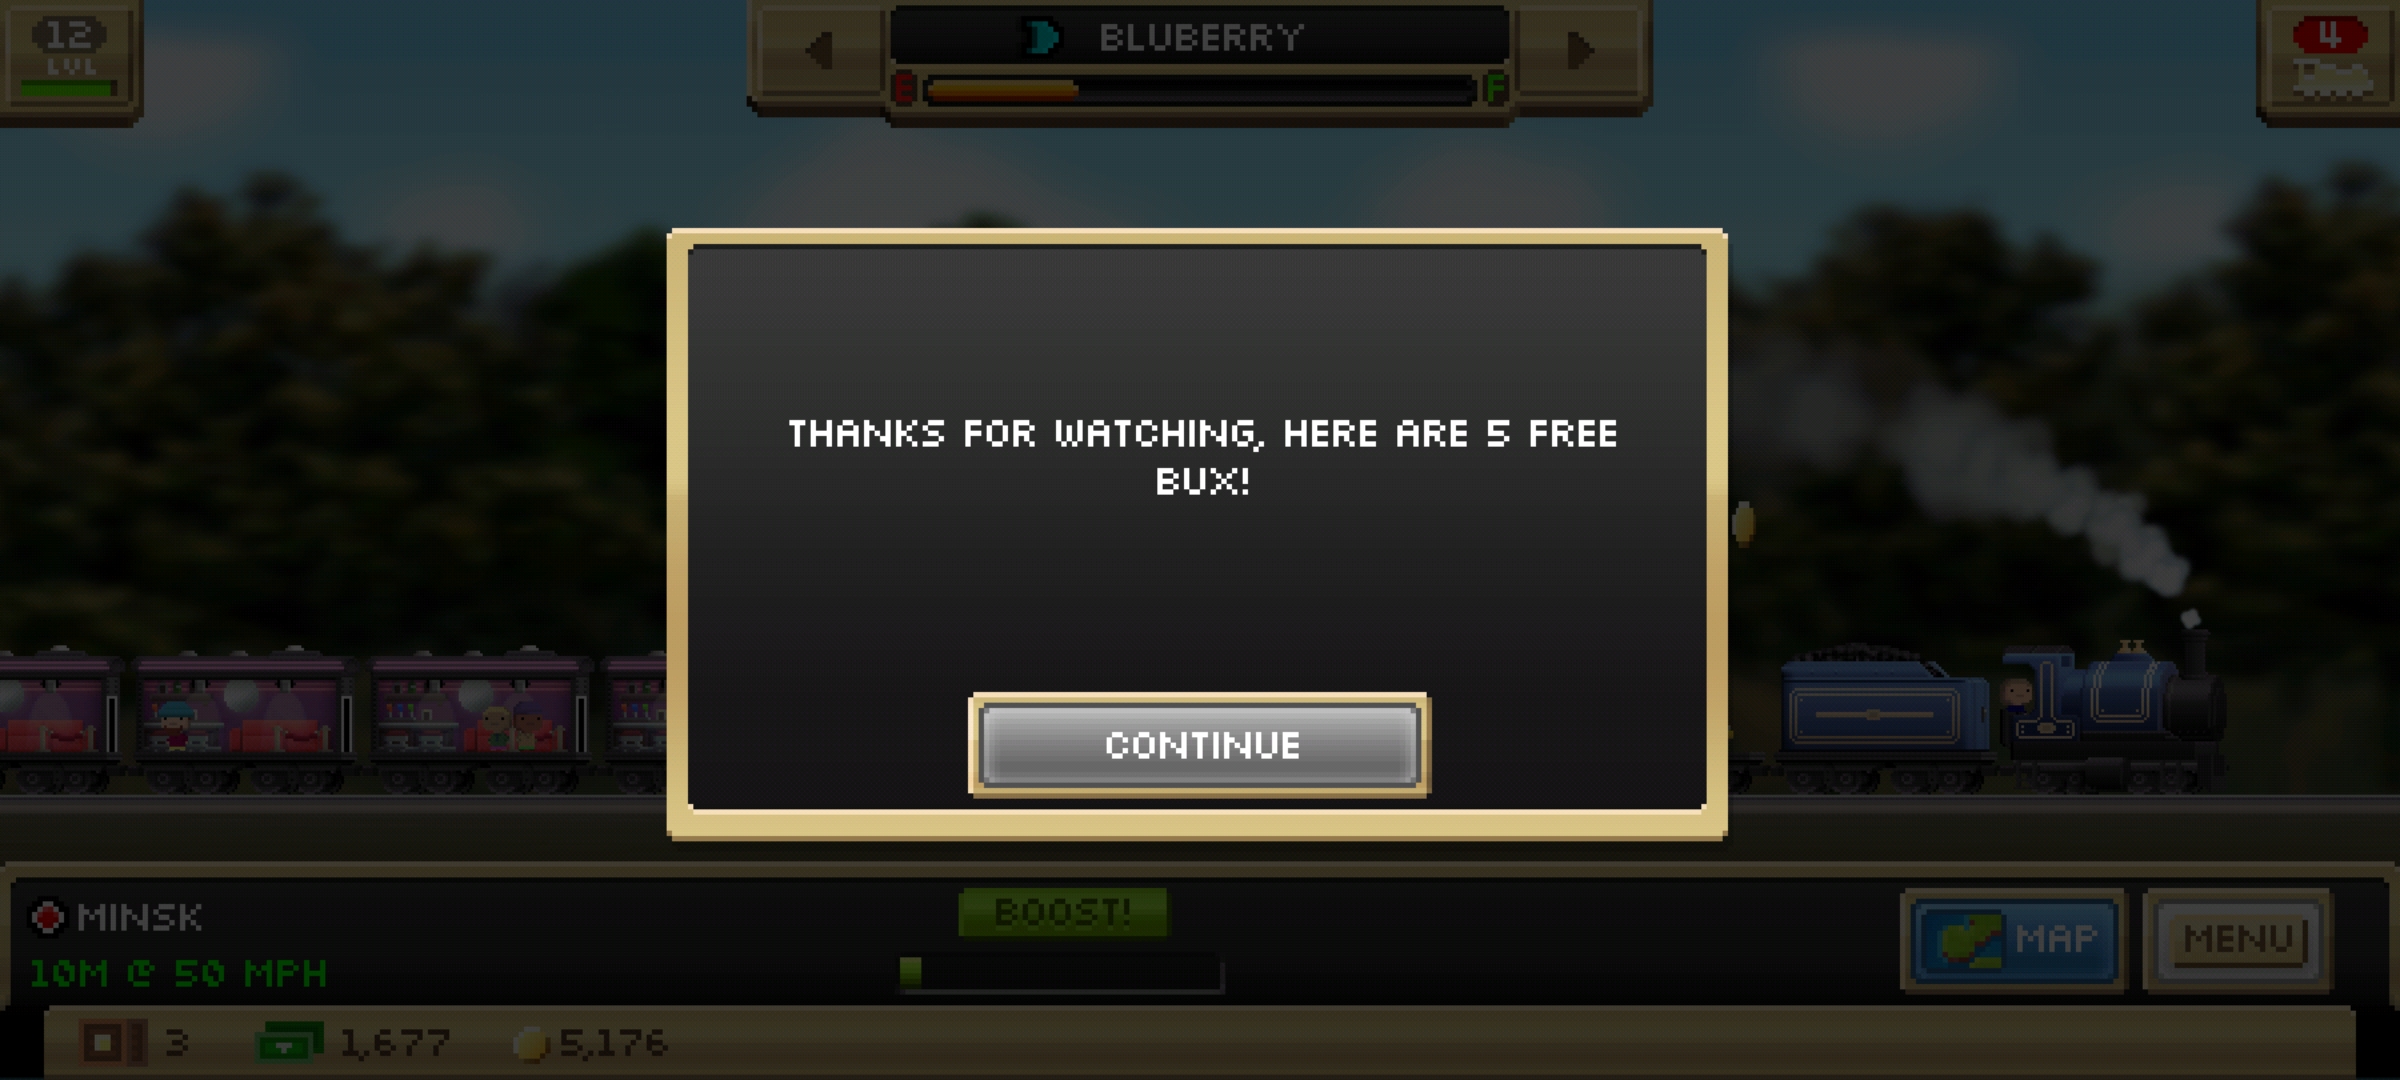 12
LVL
BLUBERRY
E
F
4
THANKS FOR WATCHING, HERE ARE 5 FREE
BUX!
CONTINUE
MINSK
10M @ 50 MPH
BOOST!
MAP
MENU
3
1,677
5,176